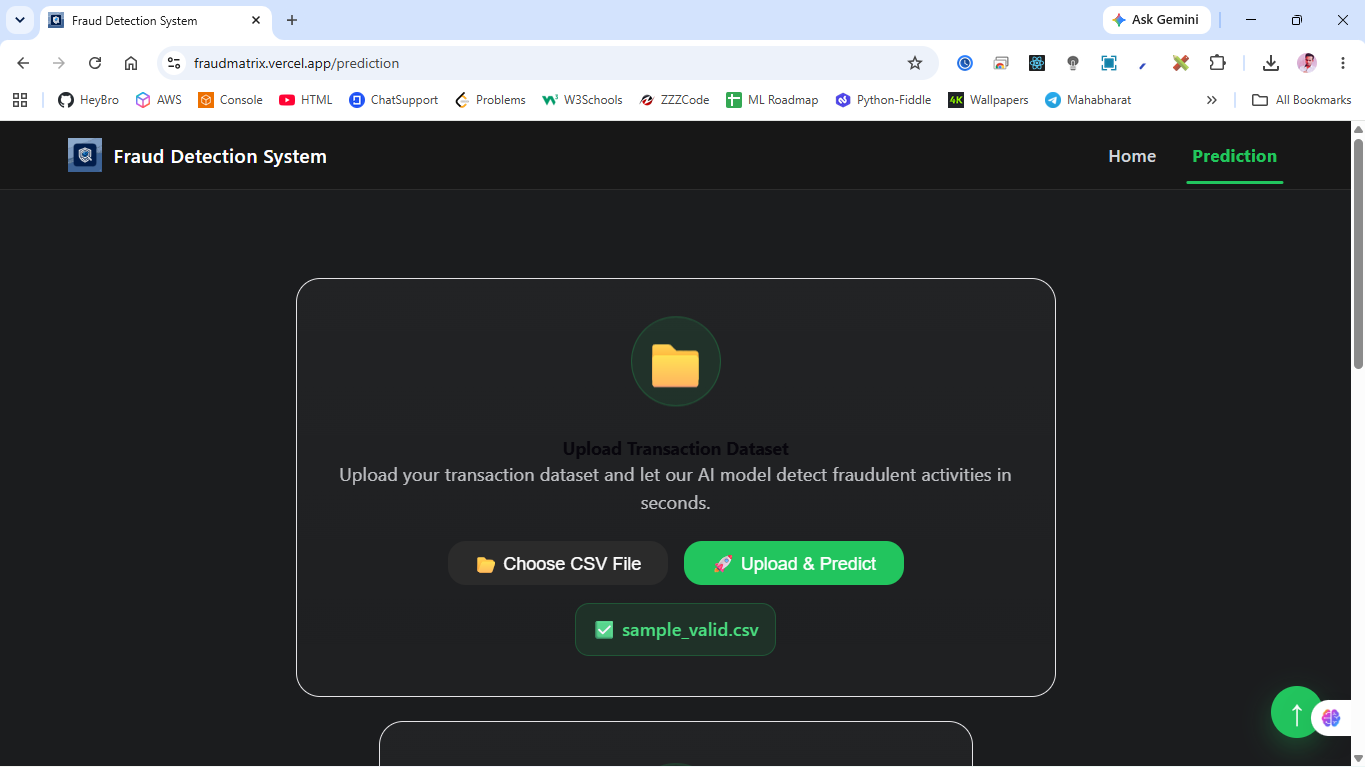 Fraud Detection System
Ask Gemini
fraudmatrix.vercel.app/prediction
HeyBro
AWS
Console
HTML
ChatSupport
Problems
W3Schools
ZZZCode
ML Roadmap
Python-Fiddle
4K Wallpapers
Mahabharat
All Bookmarks
Fraud Detection System
Home
Prediction
Upload Transaction Dataset
Upload your transaction dataset and let our AI model detect fraudulent activities in
seconds.
Choose CSV File
Upload & Predict
sample_valid.csv